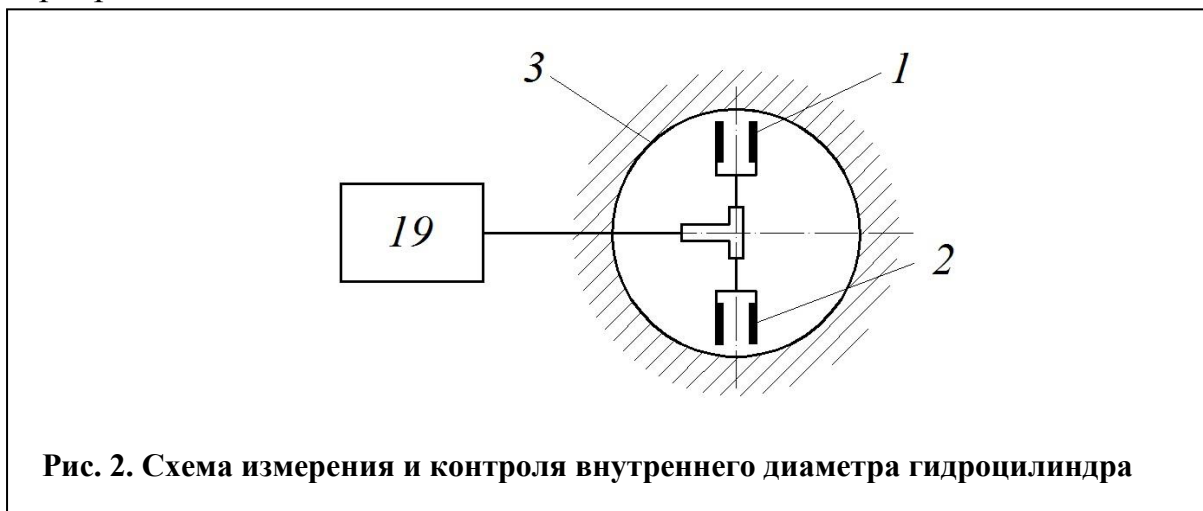 3
1
19
2
Рис. 2. Схема измерения и контроля внутреннего диаметра гидроцилиндра